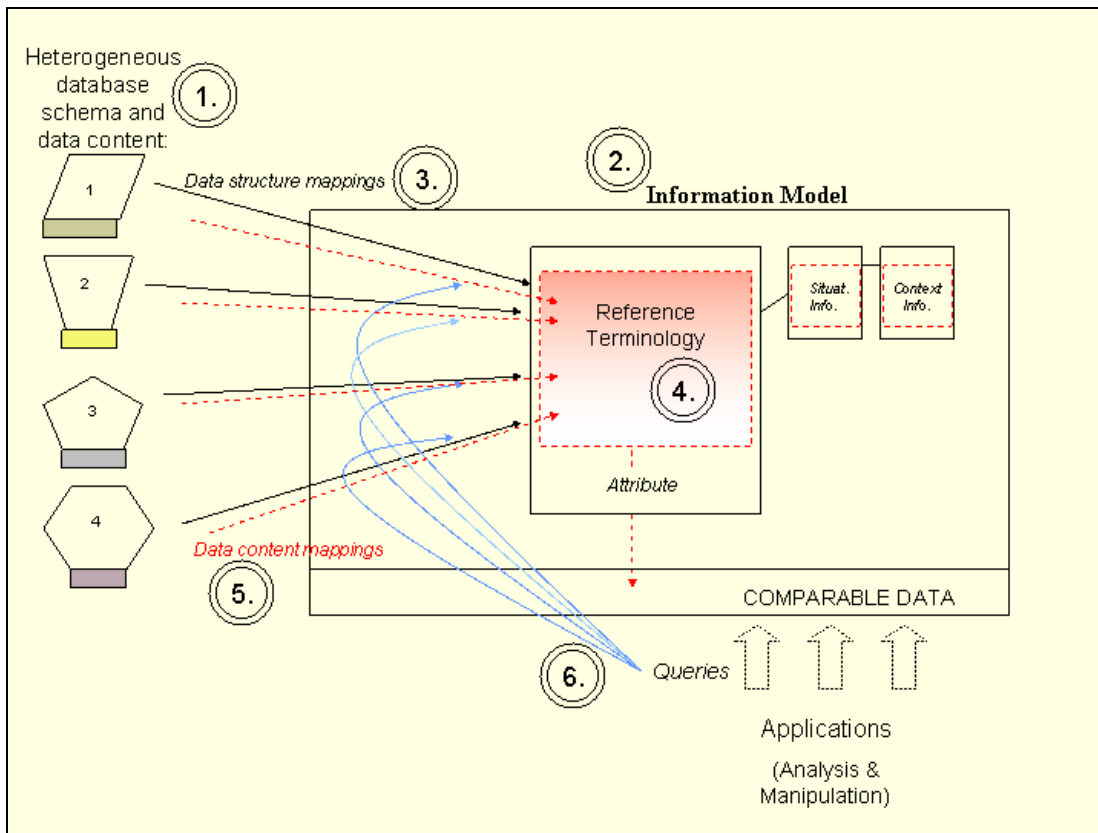 Heterogeneous
database
schema and
data content:
1.
1
2
3
4
Data structure mappings
3.
2.
Information Model
Reference
Terminology
4.
Attribute
Situat.
Info.
Context
Info.
Data content mappings
5.
COMPARABLE DATA
6.
Queries
Applications
(Analysis &
Manipulation)